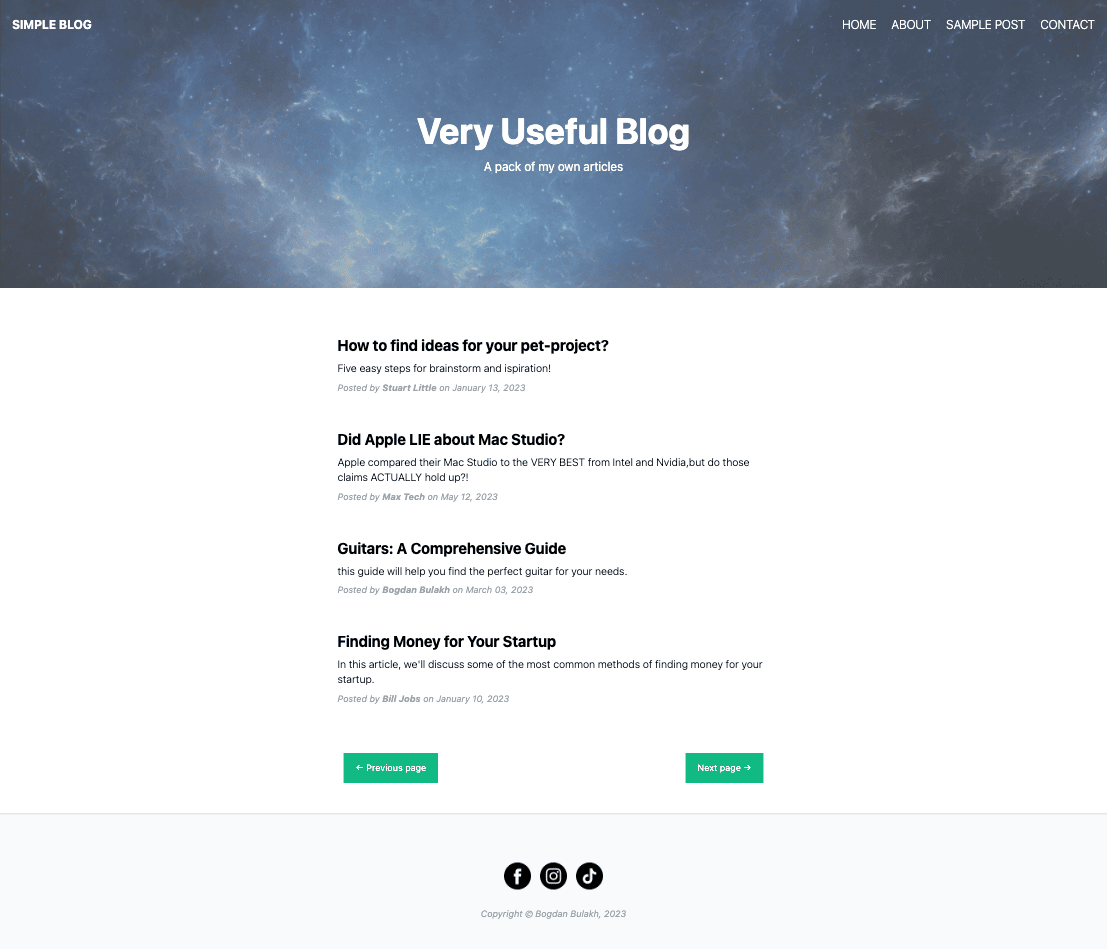 SIMPLE BLOG
HOME ABOUT SAMPLE POST CONTACT
Very Useful Blog
A pack of my own articles
How to find ideas for your pet-project?
Five easy steps for brainstorm and ispiration!
Posted by Stuart Little on January 13, 2023
Did Apple LIE about Mac Studio?
Apple compared their Mac Studio to the VERY BEST from Intel and Nvidia,but do those
claims ACTUALLY hold up?!
Posted by Max Tech on May 12, 2023
Guitars: A Comprehensive Guide
this guide will help you find the perfect guitar for your needs.
Posted by Bogdan Bulakh on March 03, 2023
Finding Money for Your Startup
In this article, we'll discuss some of the most common methods of finding money for your
startup.
Posted by Bill Jobs on January 10, 2023
← Previous page
Next page →
Copyright © Bogdan Bulakh, 2023